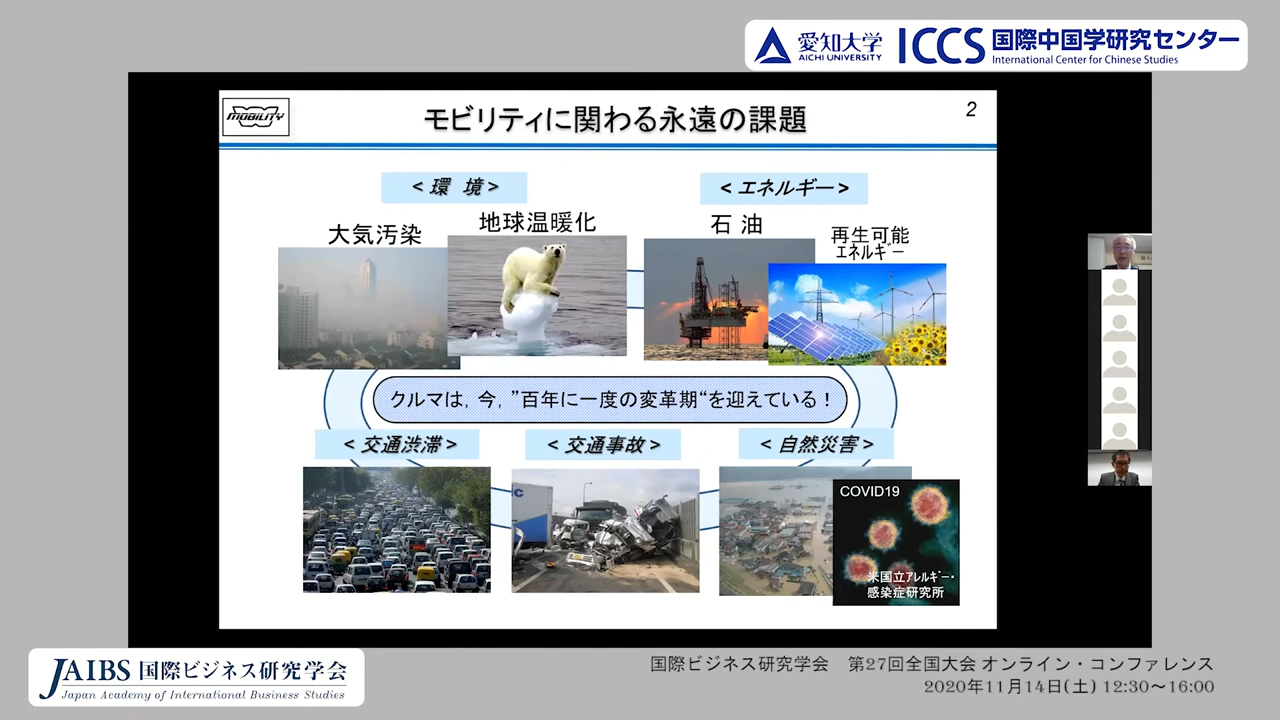 愛知大学
AICHI UNIVERSITY
ICCS 国際中国学研究センター
International Center for Chinese Studies
MOBILITY
モビリティに関わる永遠の課題
2
< 環 境 >
< エネルギー >
大気汚染
地球温暖化
石 油
再生可能
エネルギー
クルマは, 今, ”百年に一度の変革期“を迎えている!
< 交通渋滞 >
< 交通事故 >
< 自然災害 >
COVID19
米国立アレルギー・
感染症研究所
JAIBS 国際ビジネス研究学会
Japan Academy of International Business Studies
国際ビジネス研究学会 第27回全国大会 オンライン・コンファレンス
2020年11月14日(土) 12:30～16:00